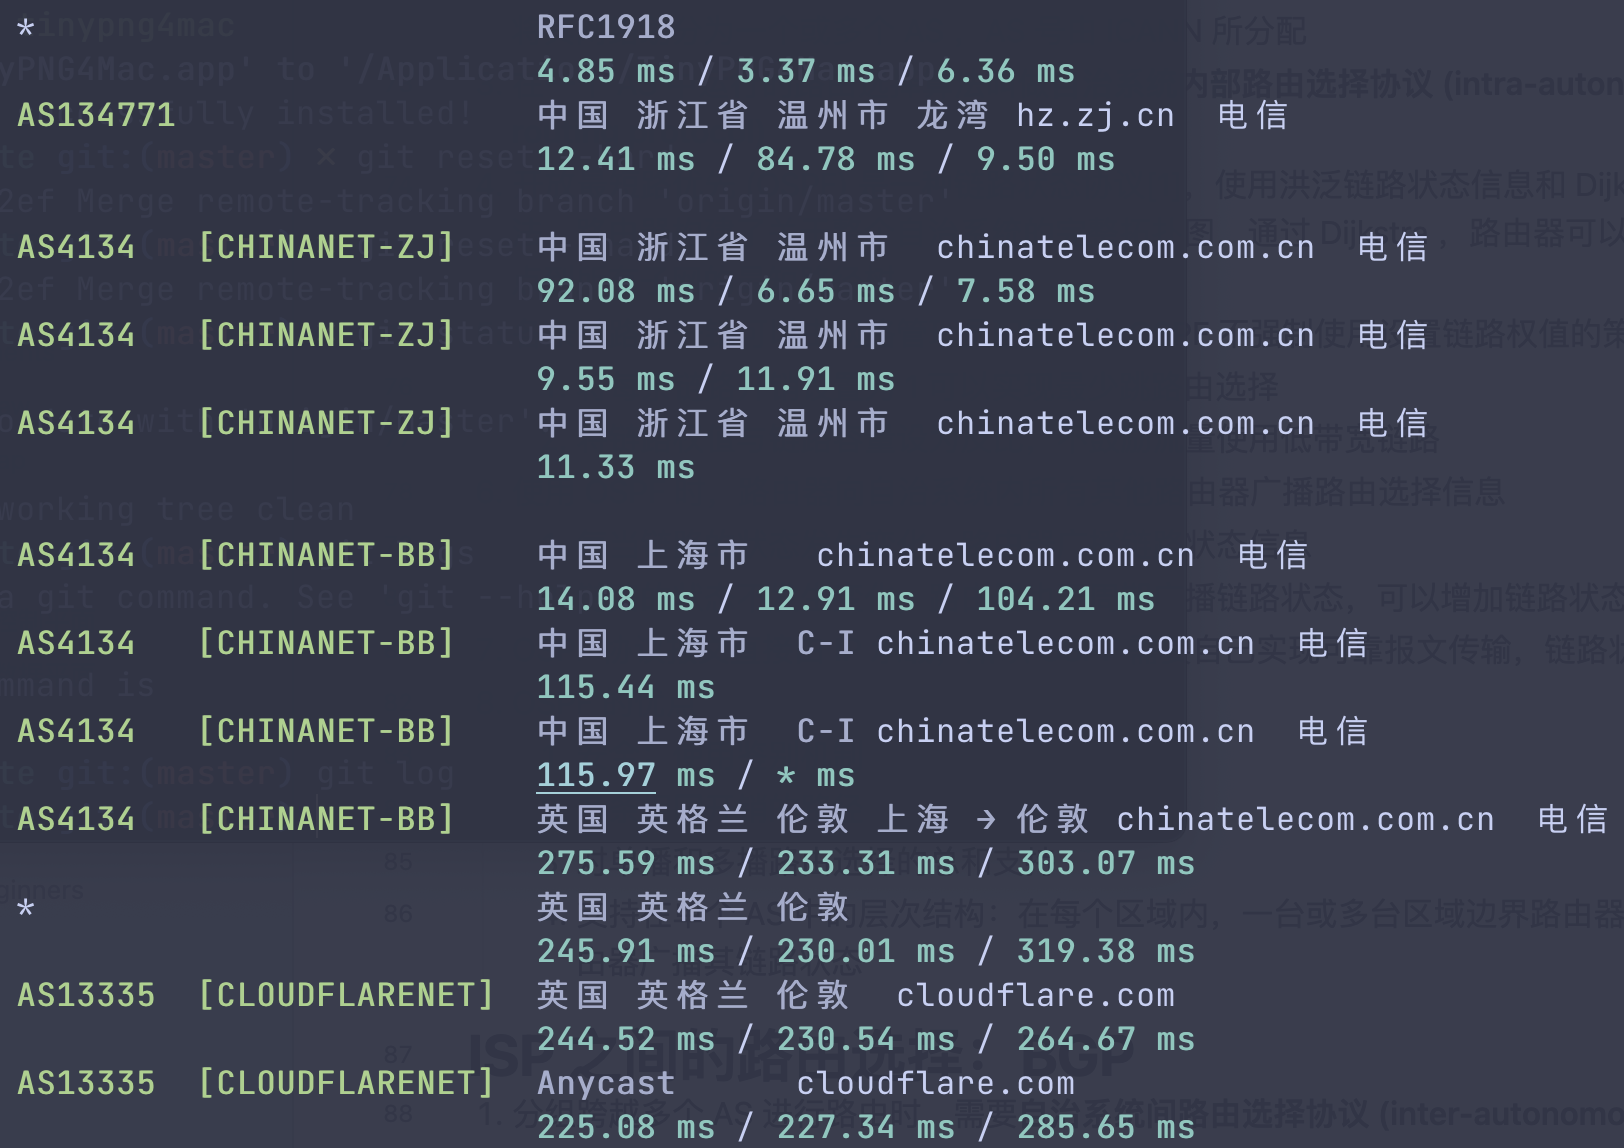 * RFC1918
4.85 ms / 3.37 ms / 6.36 ms
AS134771 中国 浙江省 温州市 龙湾 hz.zj.cn 电信
12.41 ms / 84.78 ms / 9.50 ms
AS4134 [CHINANET-ZJ] 中国 浙江省 温州市 chinatelecom.com.cn 电信
92.08 ms / 6.65 ms / 7.58 ms
AS4134 [CHINANET-ZJ] 中国 浙江省 温州市 chinatelecom.com.cn 电信
9.55 ms / 11.91 ms
AS4134 [CHINANET-ZJ] 中国 浙江省 温州市 chinatelecom.com.cn 电信
11.33 ms
AS4134 [CHINANET-BB] 中国 上海市 chinatelecom.com.cn 电信
14.08 ms / 12.91 ms / 104.21 ms
AS4134 [CHINANET-BB] 中国 上海市 C-I chinatelecom.com.cn 电信
115.44 ms
AS4134 [CHINANET-BB] 中国 上海市 C-I chinatelecom.com.cn 电信
115.97 ms / * ms
AS4134 [CHINANET-BB] 英国 英格兰 伦敦 上海 → 伦敦 chinatelecom.com.cn 电信
275.59 ms / 233.31 ms / 303.07 ms
* 英国 英格兰 伦敦
245.91 ms / 230.01 ms / 319.38 ms
AS13335 [CLOUDFLARENET] 英国 英格兰 伦敦 cloudflare.com
244.52 ms / 230.54 ms / 264.67 ms
AS13335 [CLOUDFLARENET] Anycast cloudflare.com
225.08 ms / 227.34 ms / 285.65 ms